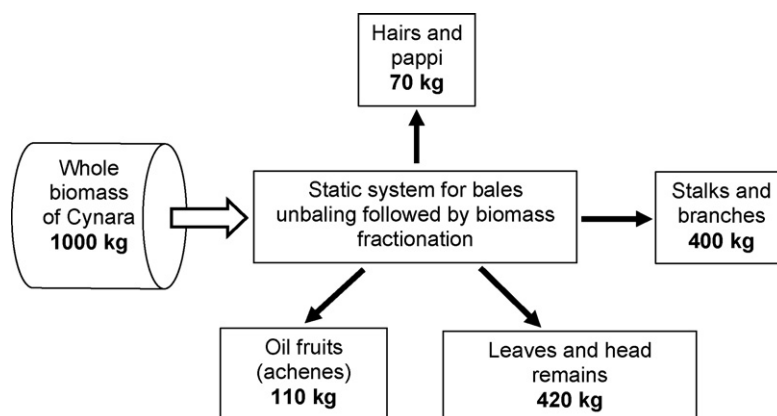 Hairs and
pappi
70 kg
Whole
biomass
of Cynara
1000 kg
Static system for bales
unbaling followed by biomass
fractionation
Stalks and
branches
400 kg
Oil fruits
(achenes)
110 kg
Leaves and head
remains
420 kg